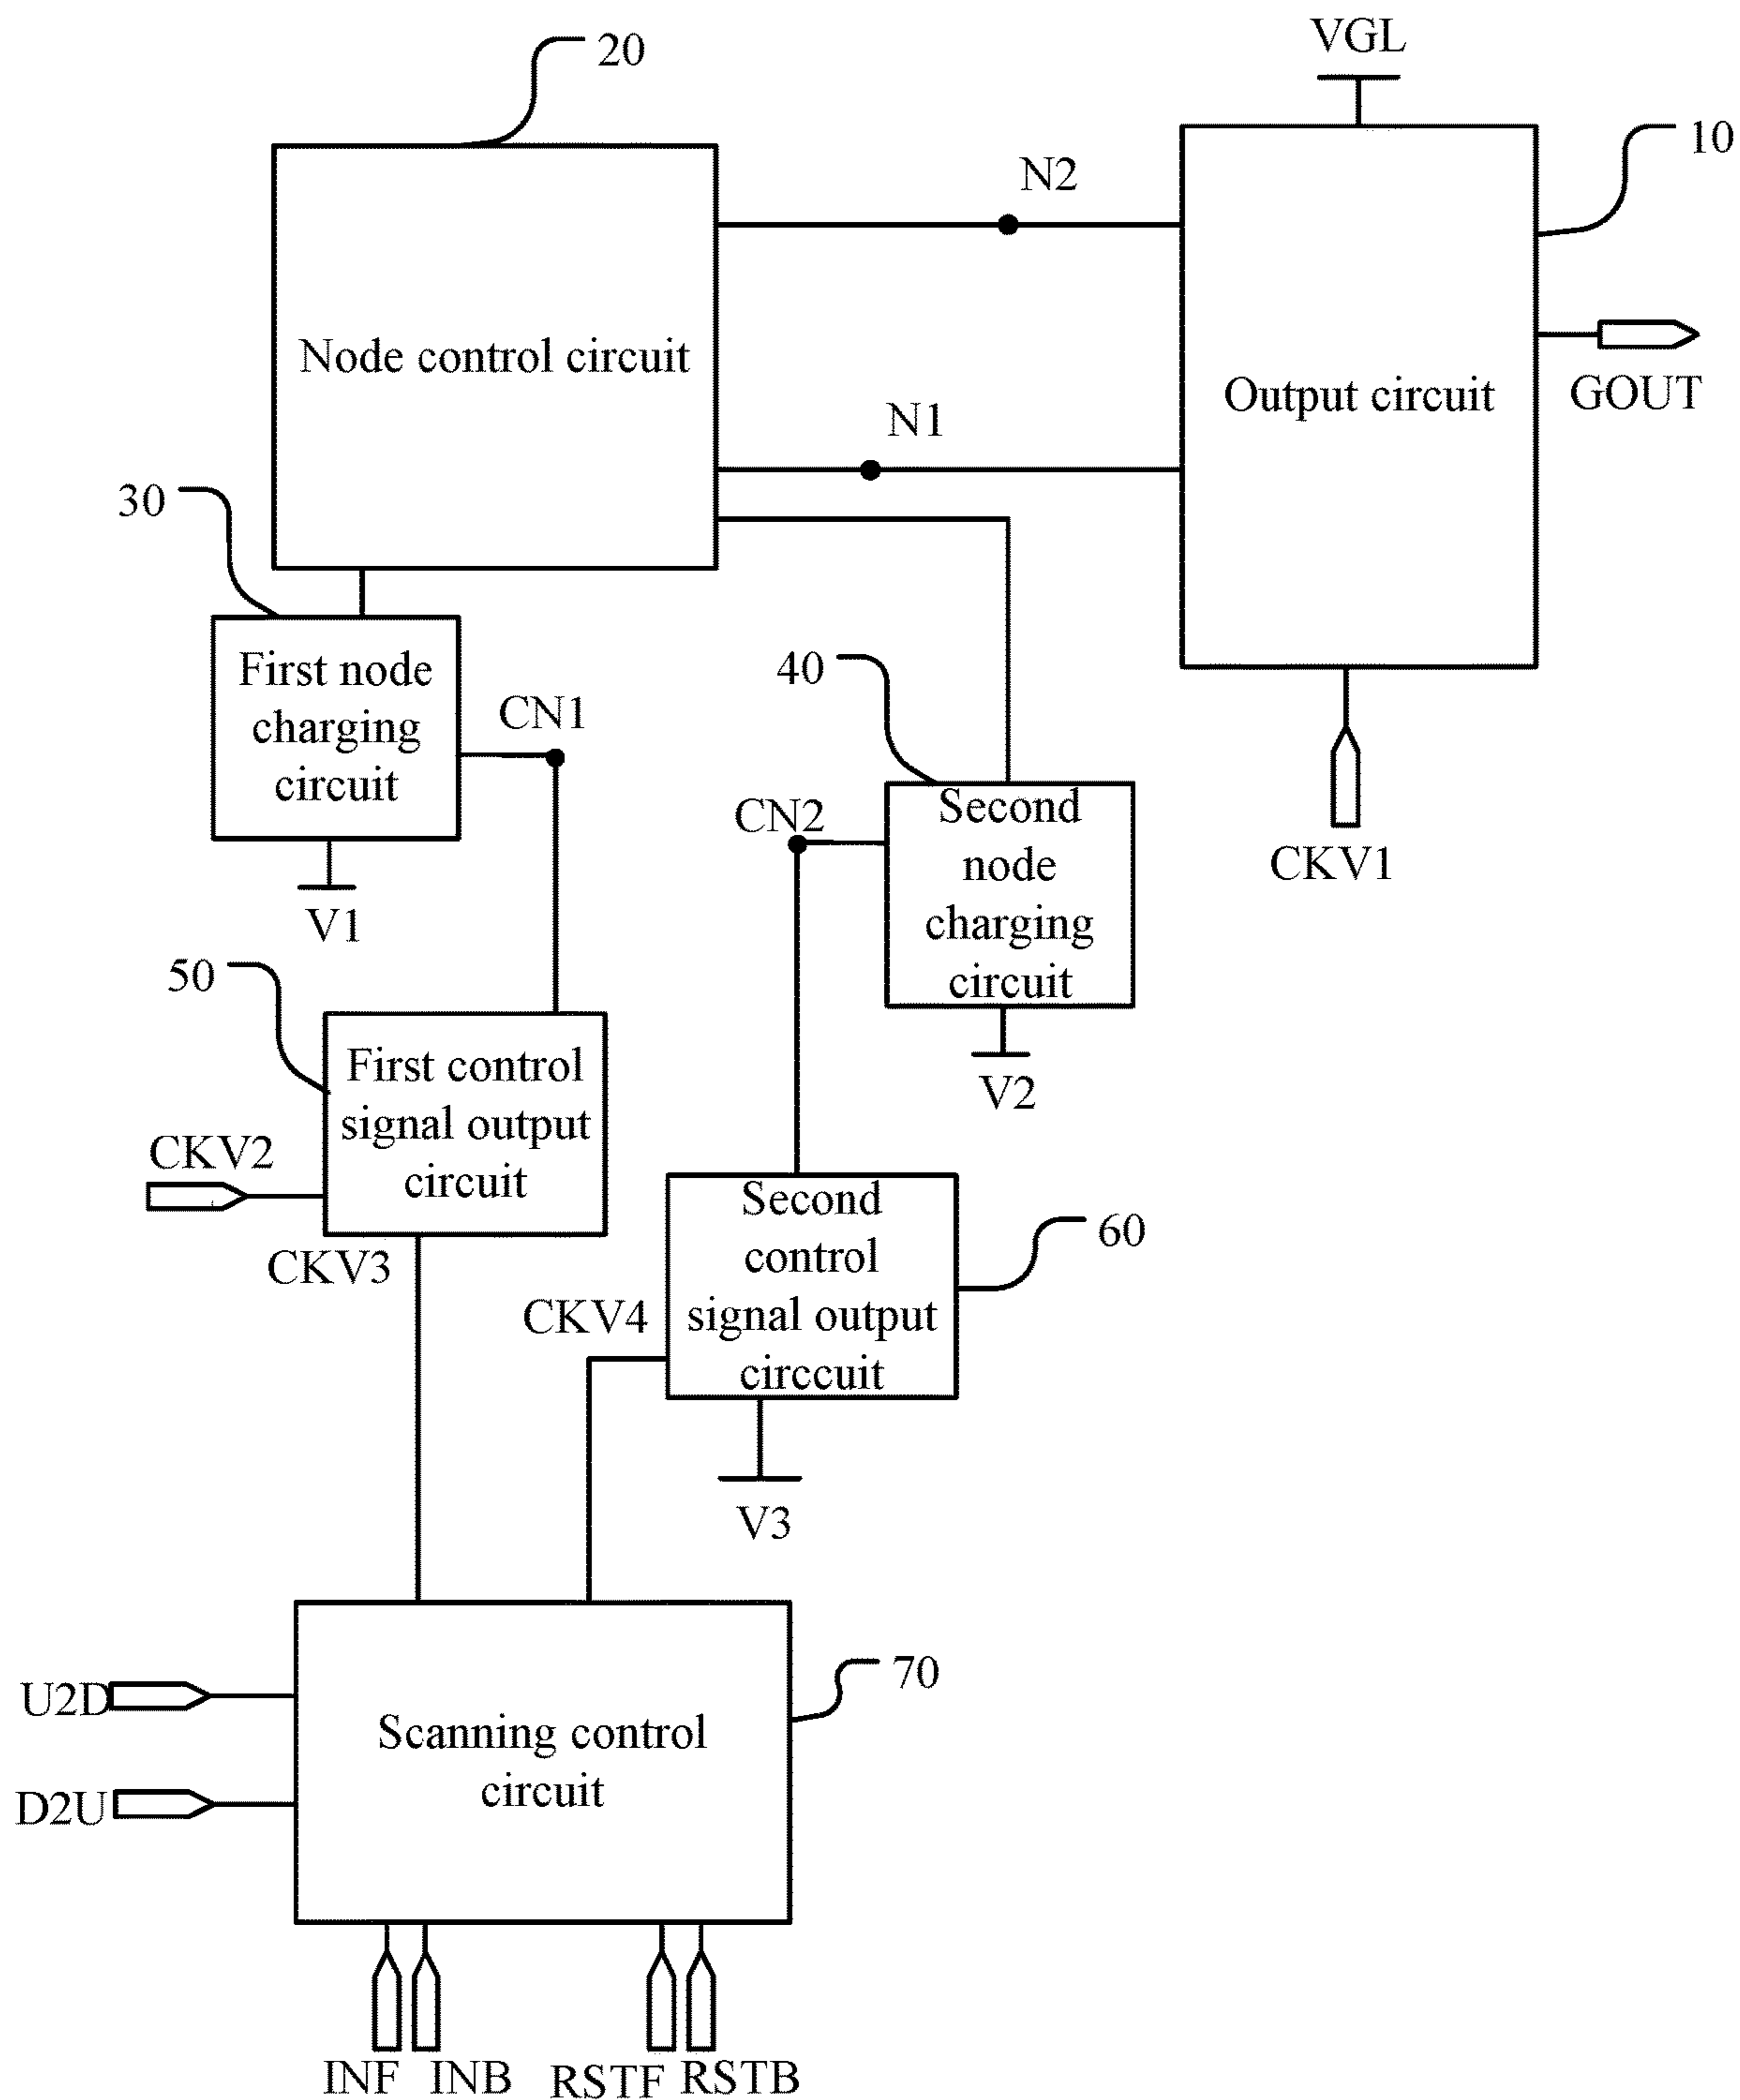 VGL
20
10
N2
Node control circuit
Output circuit
GOUT
N1
30
First node
charging
circuit
CN1
V1
40
CN2
Second
node
charging
circuit
V2
CKV1
50
First control
signal output
circuit
CKV2
CKV3
Second
control
signal output
circcuit
60
CKV4
V3
70
U2D
Scanning control
circuit
D2U
INF
INB
RSTF
RSTB